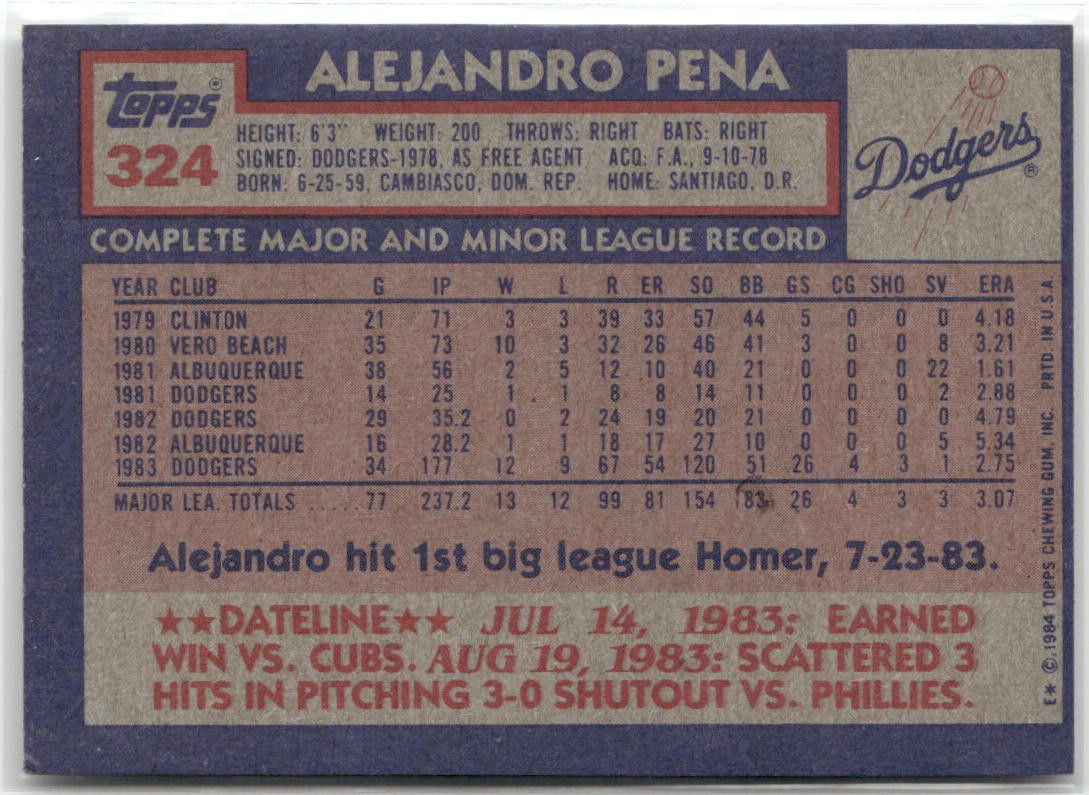 ALEJANDRO PENA
Topps®
324
HEIGHT: 6'3" WEIGHT: 200 THROWS: RIGHT BATS: RIGHT
SIGNED: DODGERS-1978, AS FREE AGENT ACQ: F.A., 9-10-78
BORN: 6-25-59, CAMBIASCO, DOM. REP. HOME: SANTIAGO, D.R.
Dodgers®
COMPLETE MAJOR AND MINOR LEAGUE RECORD
YEAR CLUB G IP W L R ER SO BB GS CG SHO SV ERA
1979 CLINTON 21 71 3 3 39 33 57 44 5 0 0 0 4.18
1980 VERO BEACH 35 73 10 3 32 26 46 41 3 0 0 8 3.21
1981 ALBUQUERQUE 38 56 2 5 12 10 40 21 0 0 0 22 1.61
1981 DODGERS 14 25 1 1 8 8 14 11 0 0 0 2 2.88
1982 DODGERS 29 35.2 0 2 24 19 20 21 0 0 0 0 4.79
1982 ALBUQUERQUE 16 28.2 1 1 18 17 27 10 0 0 0 5 5.34
1983 DODGERS 34 177 12 9 67 54 120 51 26 4 3 1 2.75
MAJOR LEA. TOTALS ..... 77 237.2 13 12 99 81 154 83 26 4 3 3 3.07
Alejandro hit 1st big league Homer, 7-23-83.
★★DATELINE★★ JUL 14, 1983: EARNED
WIN VS. CUBS. AUG 19, 1983: SCATTERED 3
HITS IN PITCHING 3-0 SHUTOUT VS. PHILLIES.
E* ©.1984 TOPPS CHEWING GUM, INC. PRTD. IN U.S.A.